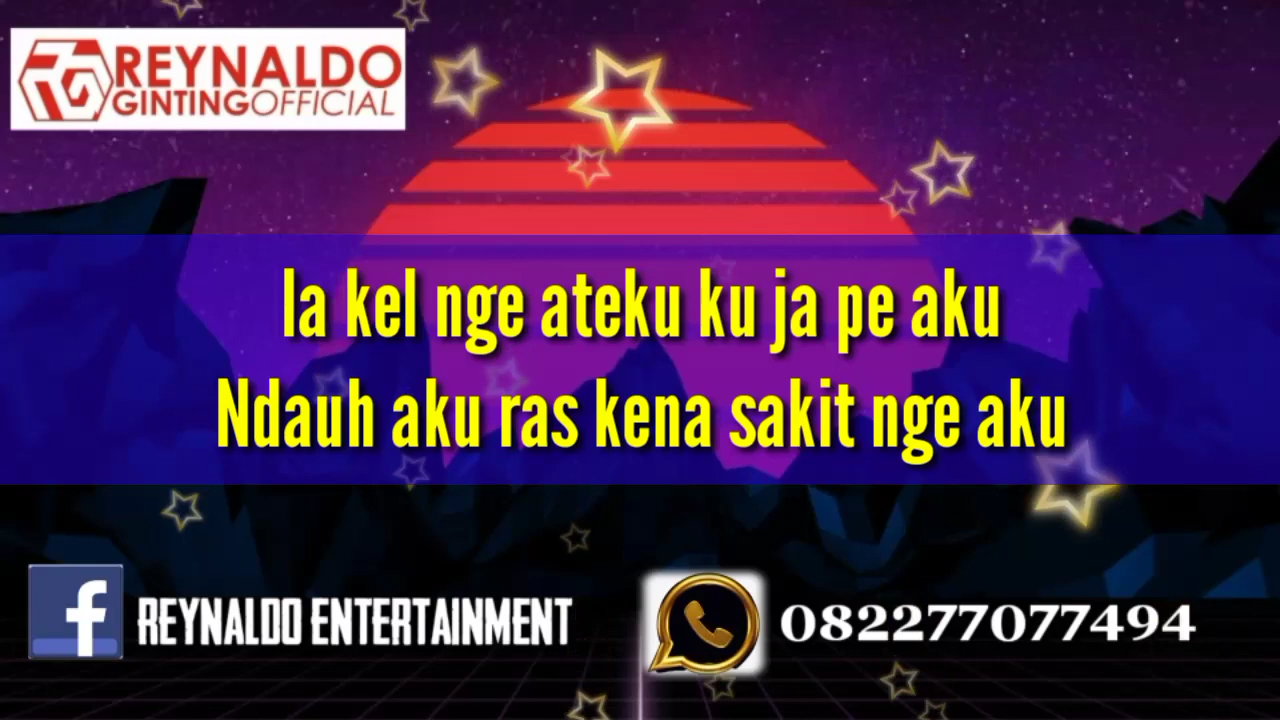 REYNALDO
GINTINGOFFICIAL
la kel nge ateku ku ja pe aku
Ndauh aku ras kena sakit nge aku
REYNALDO ENTERTAINMENT
082277077494